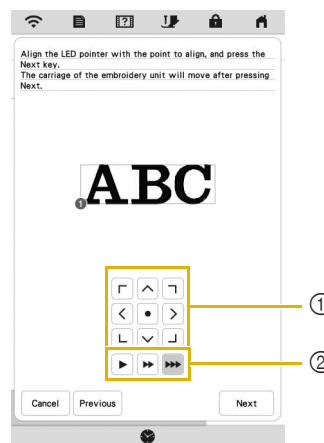 Align the LED pointer with the point to align, and press the
Next key.
The carriage of the embroidery unit will move after pressing
Next.
ABC
1
①
②
Cancel
Previous
Next